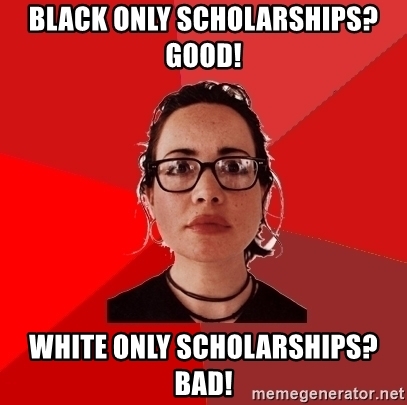 BLACK ONLY SCHOLARSHIPS?
GOOD!
WHITE ONLY SCHOLARSHIPS?
BAD!
memegenerator.net